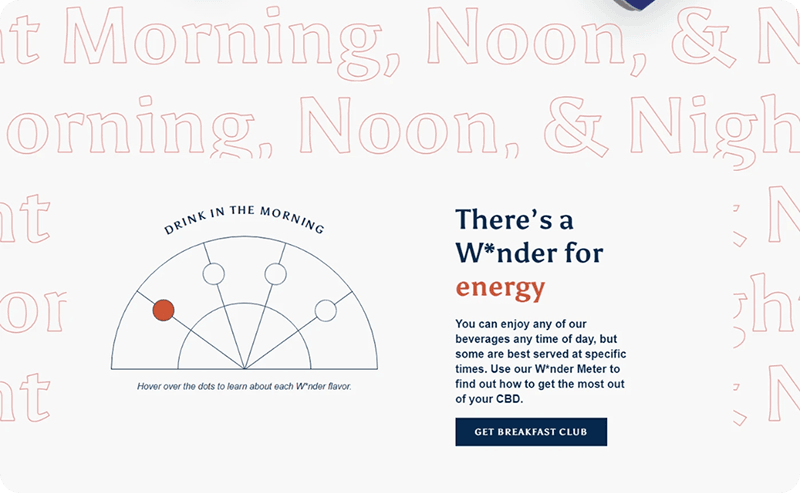 nt Morning, Noon, & N
orning, Noon, & Nigh
DRINK IN THE MORNING
Hover over the dots to learn about each W*nder flavor.
There's a
W*nder for
energy
You can enjoy any of our
beverages any time of day, but
some are best served at specific
times. Use our W*nder Meter to
find out how to get the most out
of your CBD.
GET BREAKFAST CLUB